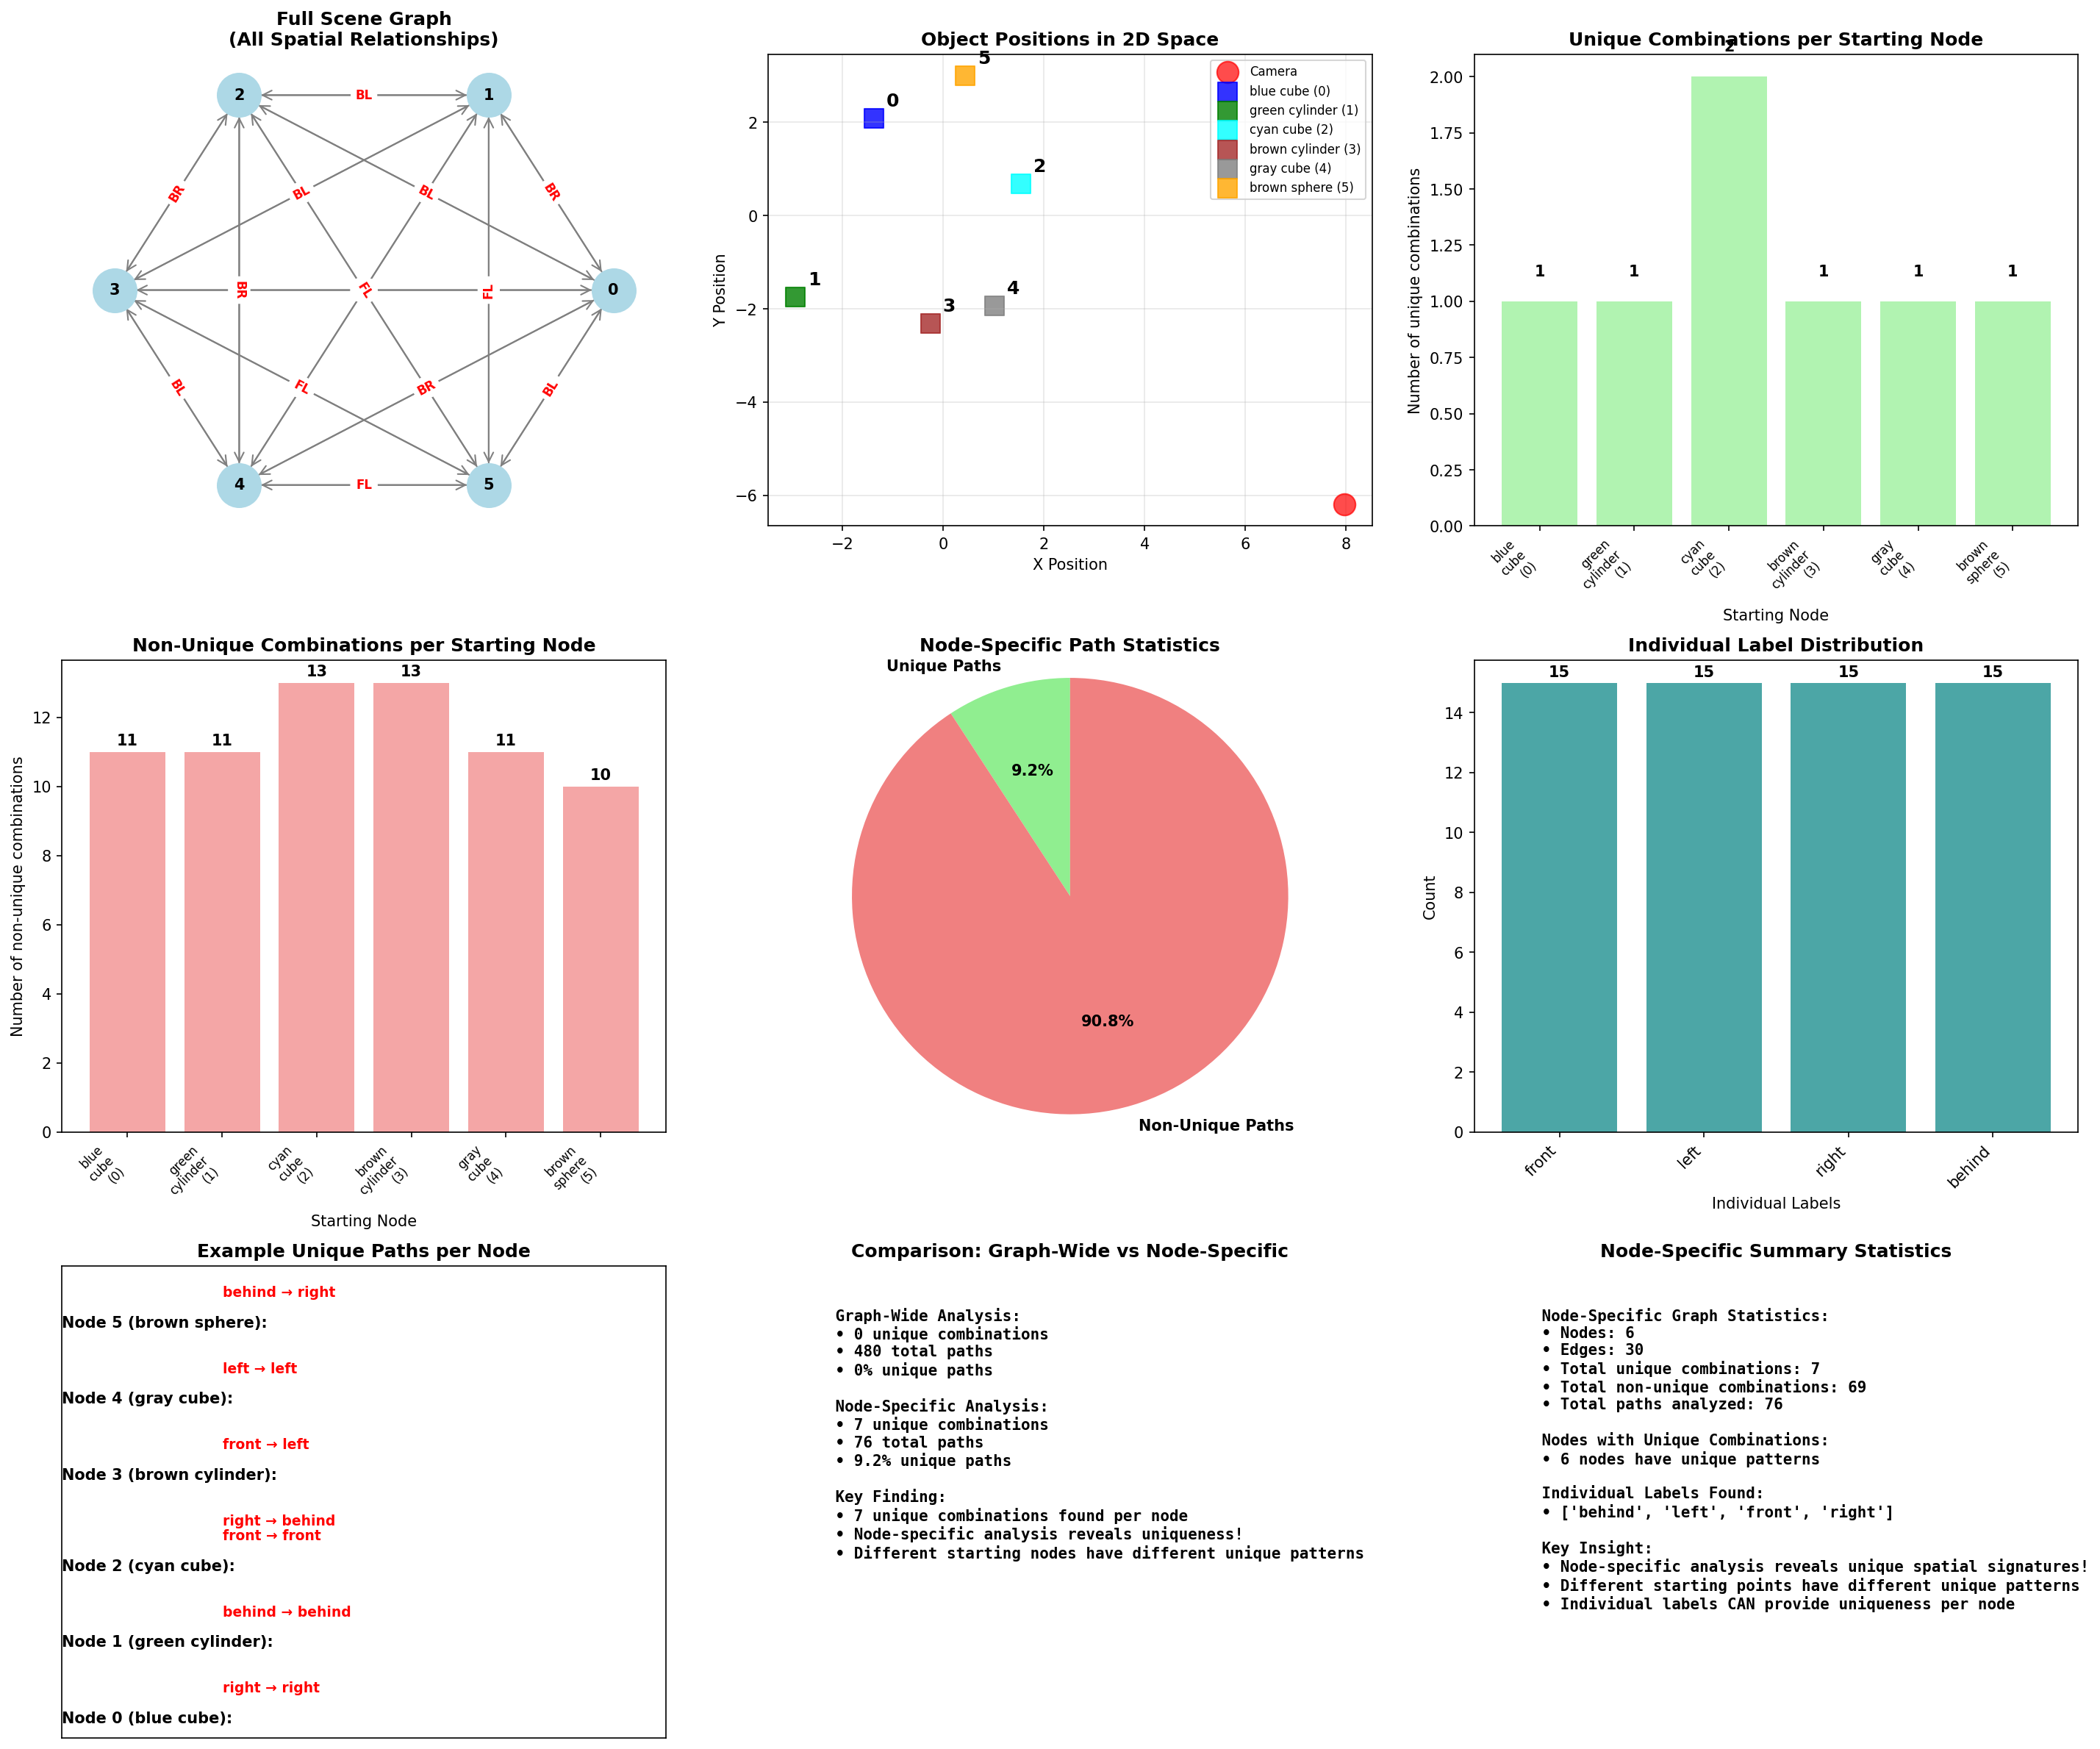 Full Scene Graph
(All Spatial Relationships)
2
BL
1
BR
BL
BL
BR
3
BR
FL
FL
0
BL
FL
BR
BL
4
FL
5
Object Positions in 2D Space
5
0
2
1
4
3
Camera
blue cube (0)
green cylinder (1)
cyan cube (2)
brown cylinder (3)
gray cube (4)
brown sphere (5)
Y Position
2
0
−2
−4
−6
−2
0
2
4
6
8
X Position
Unique Combinations per Starting Node
2
1
1
1
1
1
Number of unique combinations
2.00
1.75
1.50
1.25
1.00
0.75
0.50
0.25
0.00
blue
cube
(0)
green
cylinder
(1)
cyan
cube
(2)
brown
cylinder
(3)
gray
cube
(4)
brown
sphere
(5)
Starting Node
Non-Unique Combinations per Starting Node
11
11
13
13
11
10
Number of non-unique combinations
12
10
8
6
4
2
0
blue
cube
(0)
green
cylinder
(1)
cyan
cube
(2)
brown
cylinder
(3)
gray
cube
(4)
brown
sphere
(5)
Starting Node
Node-Specific Path Statistics
Unique Paths
9.2%
90.8%
Non-Unique Paths
Individual Label Distribution
15
15
15
15
Count
14
12
10
8
6
4
2
0
front
left
right
behind
Individual Labels
Example Unique Paths per Node
behind → right
Node 5 (brown sphere):
left → left
Node 4 (gray cube):
front → left
Node 3 (brown cylinder):
right → behind
front → front
Node 2 (cyan cube):
behind → behind
Node 1 (green cylinder):
right → right
Node 0 (blue cube):
Comparison: Graph-Wide vs Node-Specific
Graph-Wide Analysis:
• 0 unique combinations
• 480 total paths
• 0% unique paths
Node-Specific Analysis:
• 7 unique combinations
• 76 total paths
• 9.2% unique paths
Key Finding:
• 7 unique combinations found per node
• Node-specific analysis reveals uniqueness!
• Different starting nodes have different unique patterns
Node-Specific Summary Statistics
Node-Specific Graph Statistics:
• Nodes: 6
• Edges: 30
• Total unique combinations: 7
• Total non-unique combinations: 69
• Total paths analyzed: 76
Nodes with Unique Combinations:
• 6 nodes have unique patterns
Individual Labels Found:
• ['behind', 'left', 'front', 'right']
Key Insight:
• Node-specific analysis reveals unique spatial signatures!
• Different starting points have different unique patterns
• Individual labels CAN provide uniqueness per node